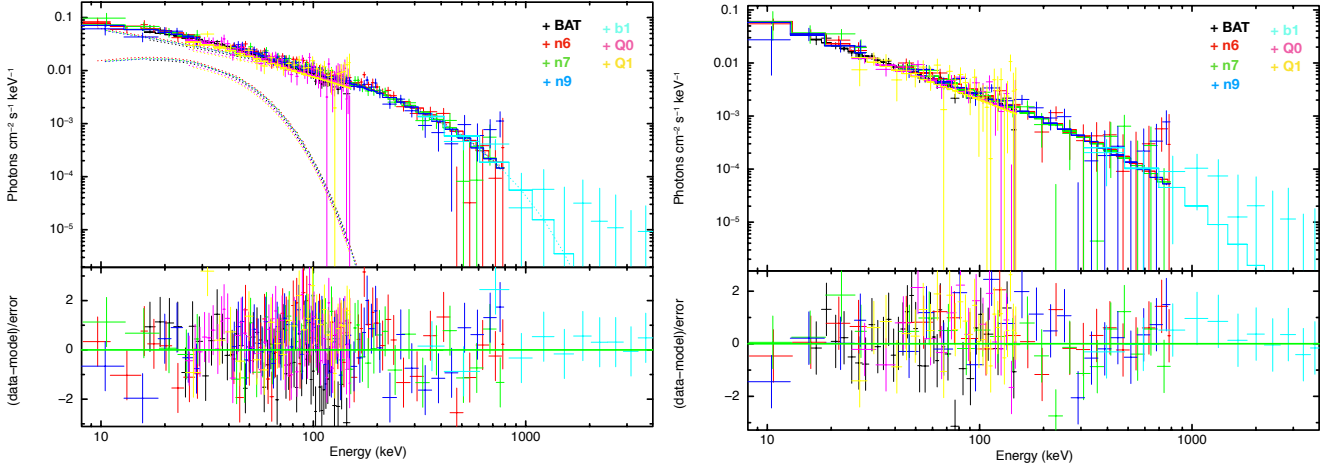 Photons cm⁻² s⁻¹ keV⁻¹
0.1
0.01
10⁻³
10⁻⁴
10⁻⁵
+ BAT
+ n6
+ n7
+ n9
+ b1
+ Q0
+ Q1
(data−model)/error
2
0
−2
10 100 1000
Energy (keV)
Photons cm⁻² s⁻¹ keV⁻¹
0.1
0.01
10⁻³
10⁻⁴
10⁻⁵
+ BAT
+ n6
+ n7
+ n9
+ b1
+ Q0
+ Q1
(data−model)/error
2
0
−2
10 100 1000
Energy (keV)